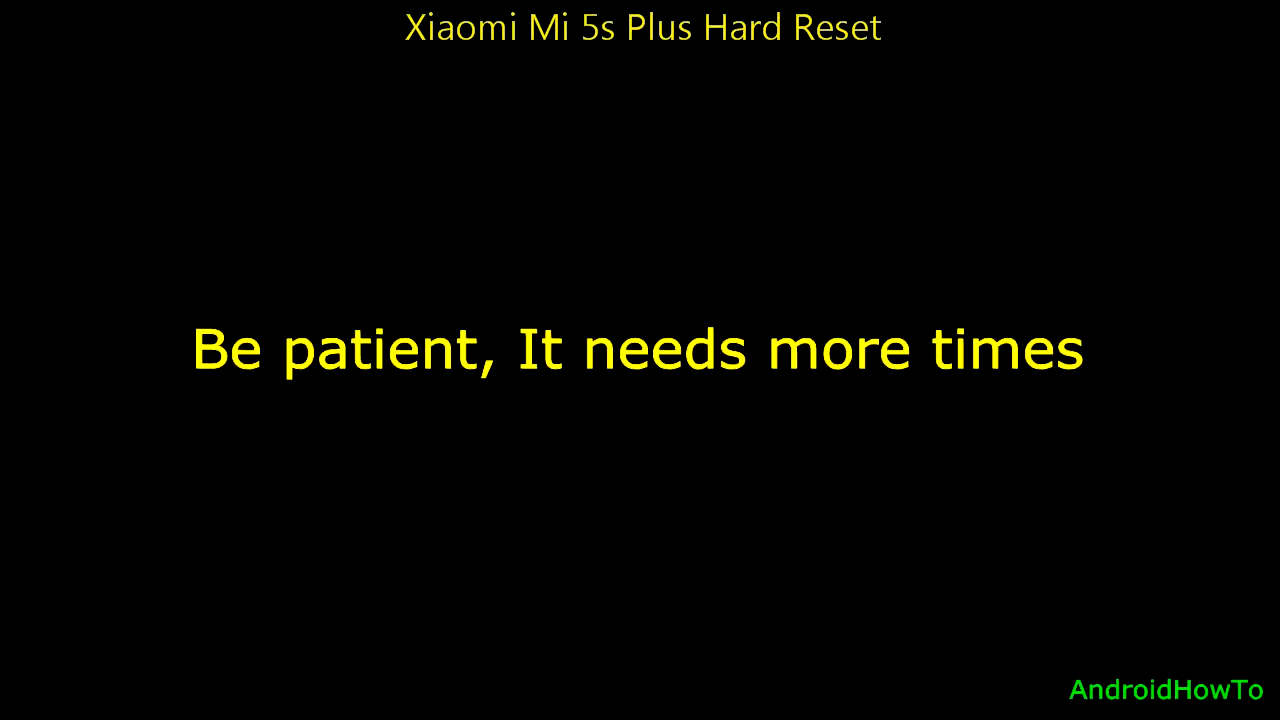 Xiaomi Mi 5s Plus Hard Reset
Be patient, It needs more times
AndroidHowTo